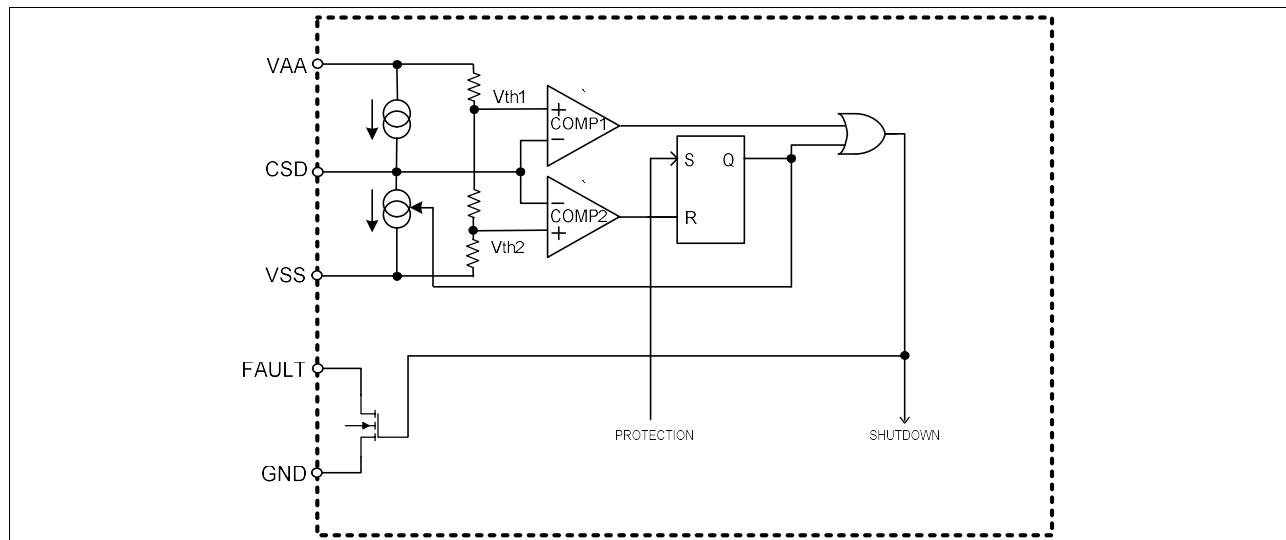 VAA
Vth1
+
COMP1
−
S Q
CSD
−
COMP2
+
R
Vth2
VSS
FAULT
PROTECTION
SHUTDOWN
GND